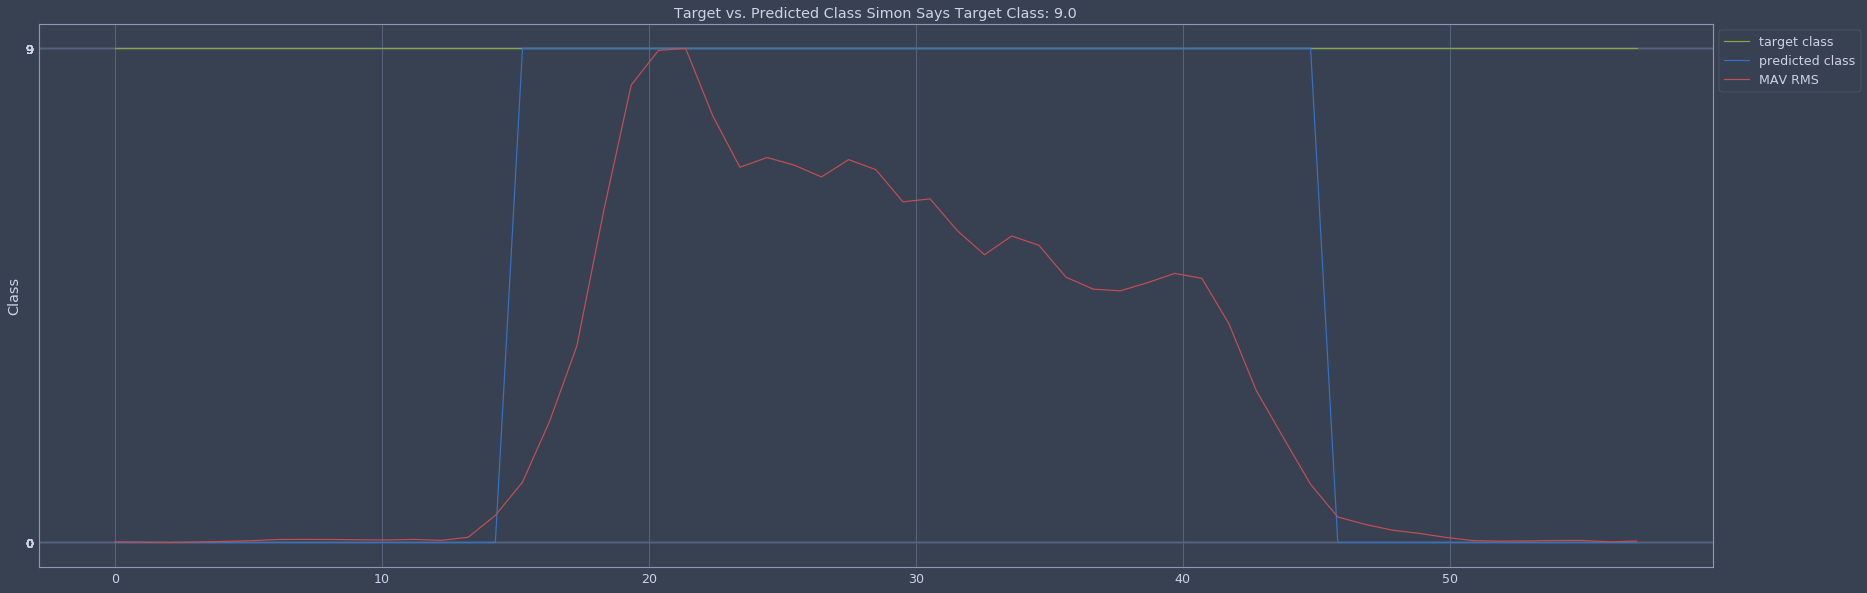 Target vs. Predicted Class Simon Says Target Class: 9.0
9
target class
predicted class
MAV RMS
Class
0
0 10 20 30 40 50